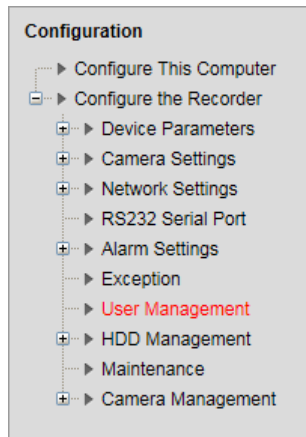 Configuration
Configure This Computer
Configure the Recorder
Device Parameters
Camera Settings
Network Settings
RS232 Serial Port
Alarm Settings
Exception
User Management
HDD Management
Maintenance
Camera Management